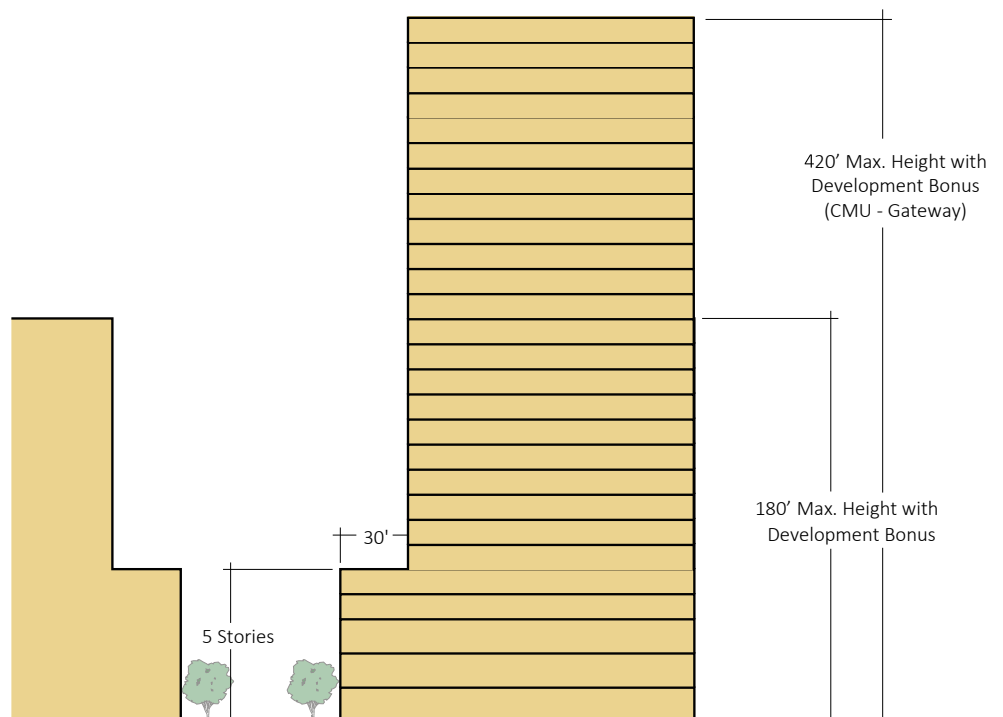 420’ Max. Height with
Development Bonus
(CMU - Gateway)
180’ Max. Height with
Development Bonus
30'
5 Stories